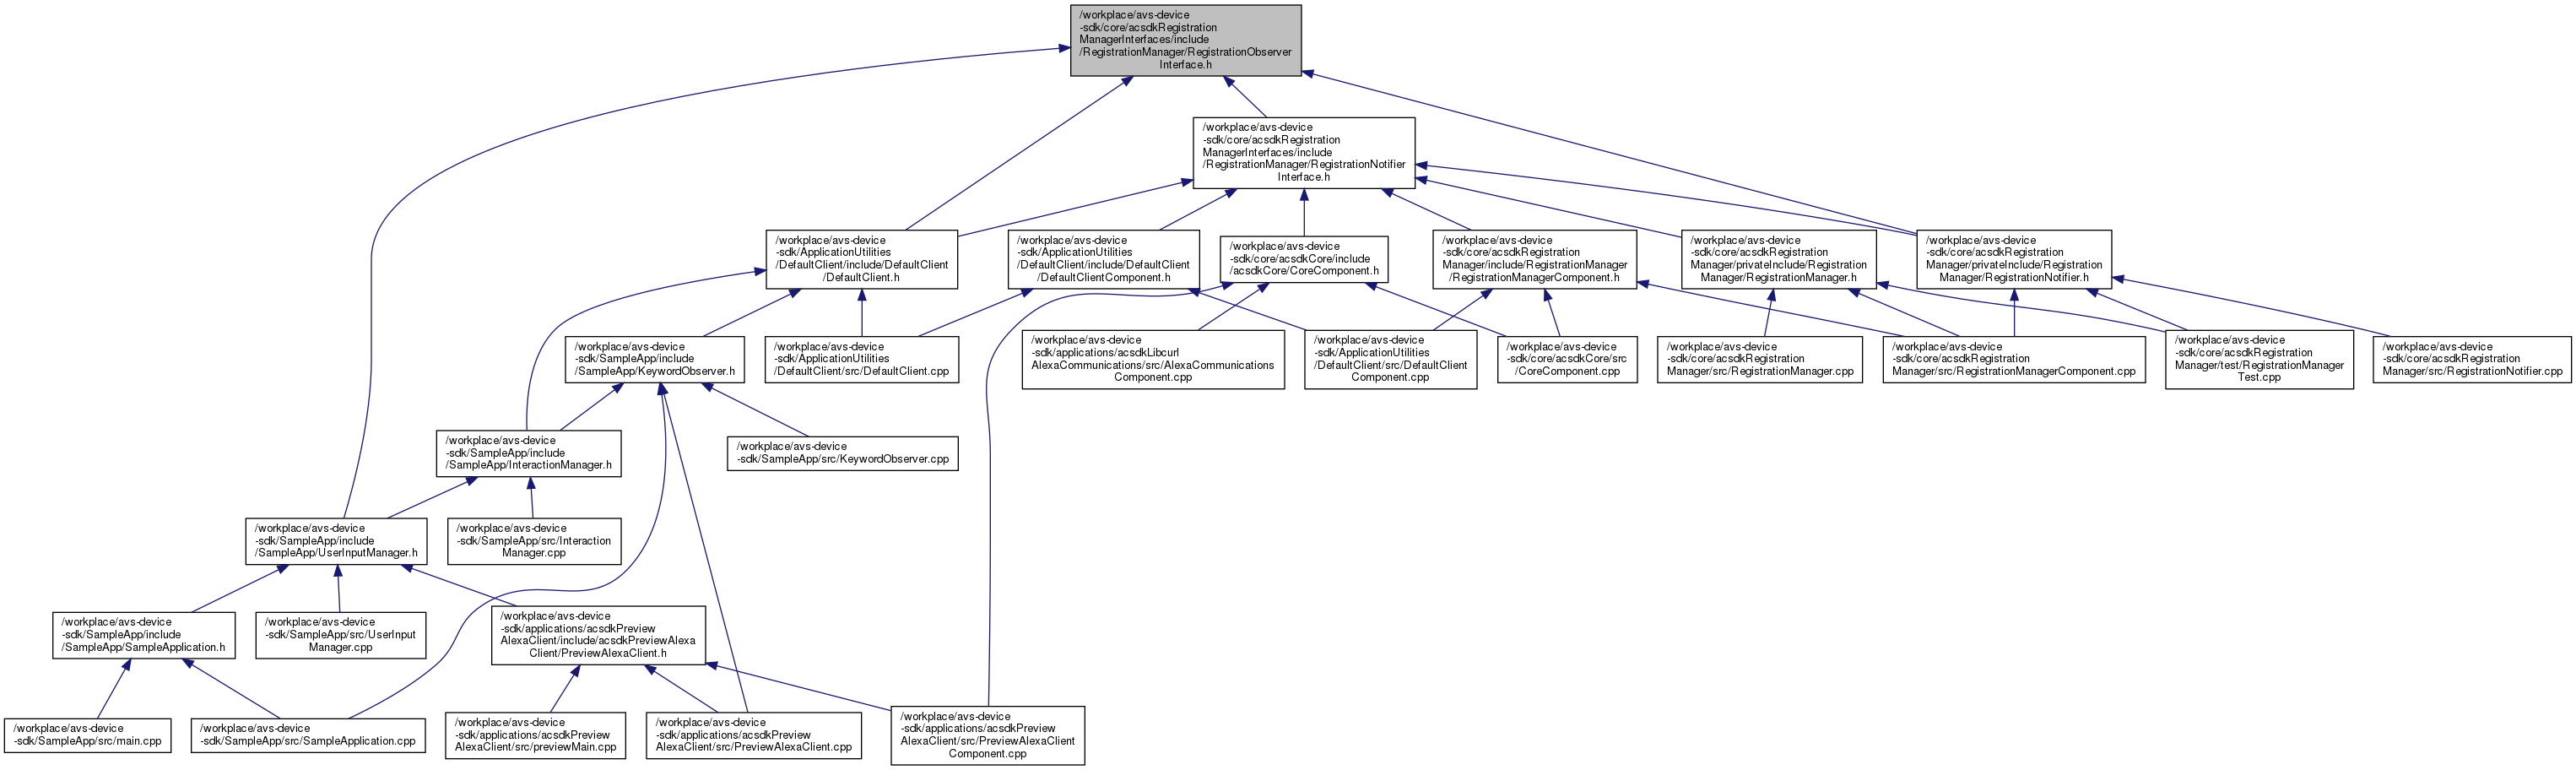 /workplace/avs-device
-sdk/core/acsdkRegistration
ManagerInterfaces/include
/RegistrationManager/RegistrationObserver
Interface.h
/workplace/avs-device
-sdk/core/acsdkRegistration
ManagerInterfaces/include
/RegistrationManager/RegistrationNotifier
Interface.h
/workplace/avs-device
-sdk/ApplicationUtilities
/DefaultClient/include/DefaultClient
/DefaultClient.h
/workplace/avs-device
-sdk/ApplicationUtilities
/DefaultClient/include/DefaultClient
/DefaultClientComponent.h
/workplace/avs-device
-sdk/core/acsdkCore/include
/acsdkCore/CoreComponent.h
/workplace/avs-device
-sdk/core/acsdkRegistration
Manager/include/RegistrationManager
/RegistrationManagerComponent.h
/workplace/avs-device
-sdk/core/acsdkRegistration
Manager/privateInclude/Registration
Manager/RegistrationManager.h
/workplace/avs-device
-sdk/core/acsdkRegistration
Manager/privateInclude/Registration
Manager/RegistrationNotifier.h
/workplace/avs-device
-sdk/SampleApp/include
/SampleApp/KeywordObserver.h
/workplace/avs-device
-sdk/ApplicationUtilities
/DefaultClient/src/DefaultClient.cpp
/workplace/avs-device
-sdk/applications/acsdkLibcurl
AlexaCommunications/src/AlexaCommunications
Component.cpp
/workplace/avs-device
-sdk/ApplicationUtilities
/DefaultClient/src/DefaultClient
Component.cpp
/workplace/avs-device
-sdk/core/acsdkCore/src
/CoreComponent.cpp
/workplace/avs-device
-sdk/core/acsdkRegistration
Manager/src/RegistrationManager.cpp
/workplace/avs-device
-sdk/core/acsdkRegistration
Manager/src/RegistrationManagerComponent.cpp
/workplace/avs-device
-sdk/core/acsdkRegistration
Manager/test/RegistrationManager
Test.cpp
/workplace/avs-device
-sdk/core/acsdkRegistration
Manager/src/RegistrationNotifier.cpp
/workplace/avs-device
-sdk/SampleApp/include
/SampleApp/InteractionManager.h
/workplace/avs-device
-sdk/SampleApp/src/KeywordObserver.cpp
/workplace/avs-device
-sdk/SampleApp/include
/SampleApp/UserInputManager.h
/workplace/avs-device
-sdk/SampleApp/src/Interaction
Manager.cpp
/workplace/avs-device
-sdk/SampleApp/include
/SampleApp/SampleApplication.h
/workplace/avs-device
-sdk/SampleApp/src/UserInput
Manager.cpp
/workplace/avs-device
-sdk/applications/acsdkPreview
AlexaClient/include/acsdkPreviewAlexa
Client/PreviewAlexaClient.h
/workplace/avs-device
-sdk/SampleApp/src/main.cpp
/workplace/avs-device
-sdk/SampleApp/src/SampleApplication.cpp
/workplace/avs-device
-sdk/applications/acsdkPreview
AlexaClient/src/previewMain.cpp
/workplace/avs-device
-sdk/applications/acsdkPreview
AlexaClient/src/PreviewAlexaClient.cpp
/workplace/avs-device
-sdk/applications/acsdkPreview
AlexaClient/src/PreviewAlexaClient
Component.cpp